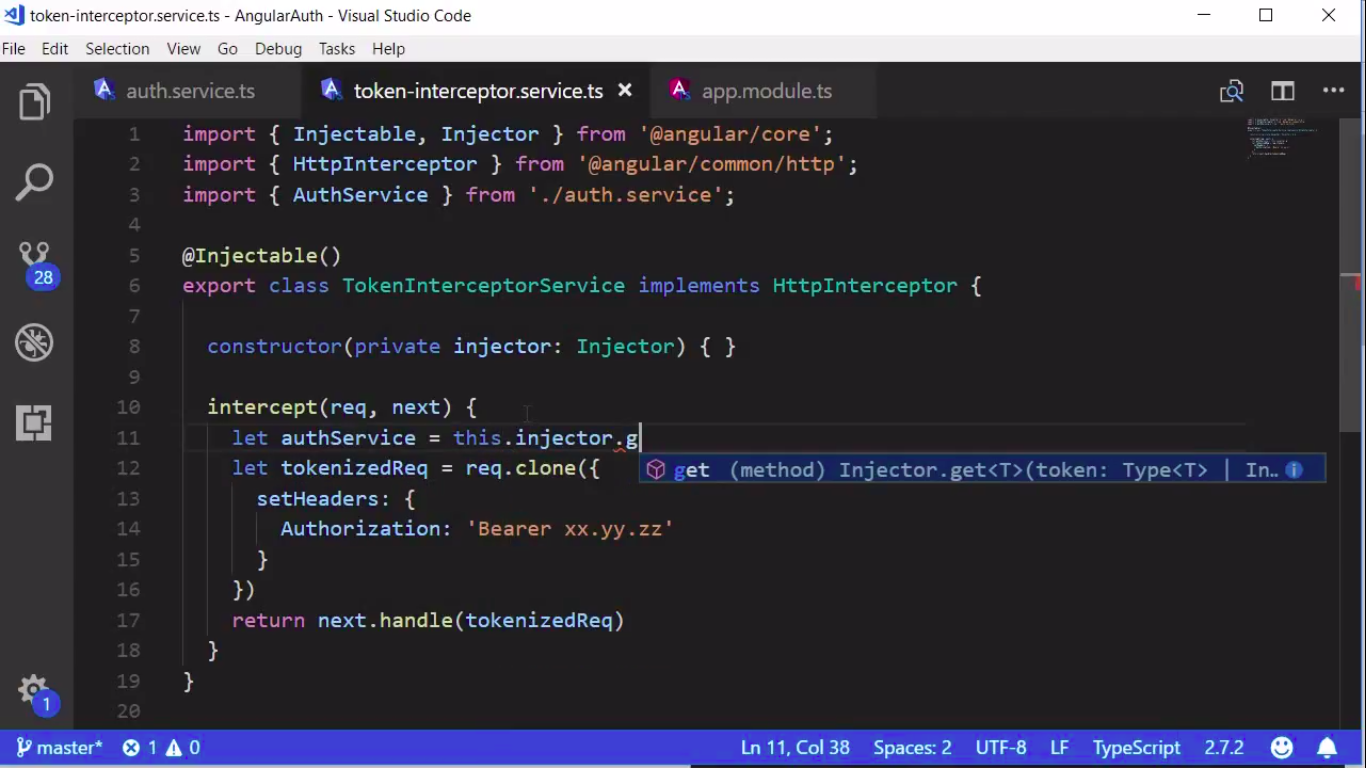 token-interceptor.service.ts - AngularAuth - Visual Studio Code
File Edit Selection View Go Debug Tasks Help
auth.service.ts token-interceptor.service.ts app.module.ts
1 import { Injectable, Injector } from '@angular/core';
2 import { HttpInterceptor } from '@angular/common/http';
3 import { AuthService } from './auth.service';
4
5 @Injectable()
6 export class TokenInterceptorService implements HttpInterceptor {
7
8 constructor(private injector: Injector) { }
9
10 intercept(req, next) {
11 let authService = this.injector.g
get (method) Injector.get<T>(token: Type<T> | In..
12 let tokenizedReq = req.clone({
13 setHeaders: {
28
14 Authorization: 'Bearer xx.yy.zz'
15 }
16 })
17 return next.handle(tokenizedReq)
18 }
19 }
1
20
master* 1 0 Ln 11, Col 38 Spaces: 2 UTF-8 LF TypeScript 2.7.2